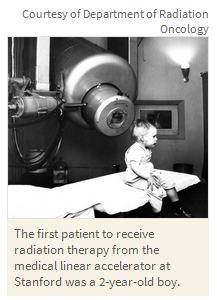 Courtesy of Department of Radiation
Oncology
The first patient to receive
radiation therapy from the
medical linear accelerator at
Stanford was a 2-year-old boy.